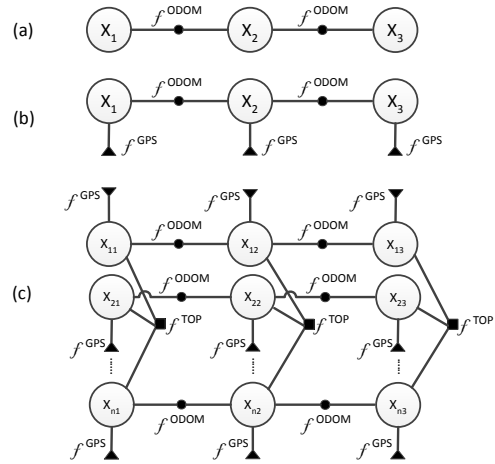 (a) X1 f ODOM X2 f ODOM X3
(b) X1 f ODOM X2 f ODOM X3
f GPS f GPS f GPS
f GPS f GPS f GPS
X11 f ODOM X12 f ODOM X13
f ODOM f ODOM
(c) X21 X22 X23
f TOP f TOP f TOP
f GPS f GPS f GPS
Xn1 Xn2 Xn3
f ODOM f ODOM
f GPS f GPS f GPS